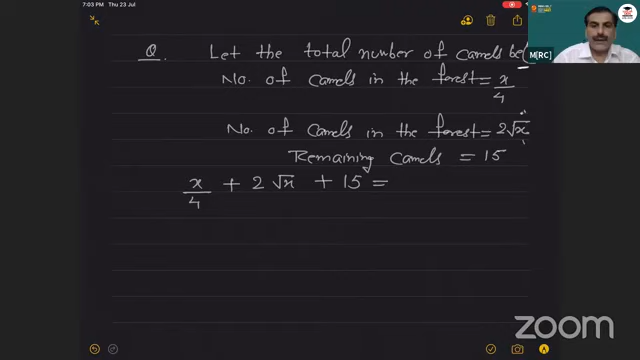 7:03 PM Thu 23 Jul
Q. Let the total number of camels be
No. of camels in the forest = x/4
No. of camels in the forest = 2√x
Remaining camels = 15
x/4 + 2√x + 15 =
M[RC]
zoom